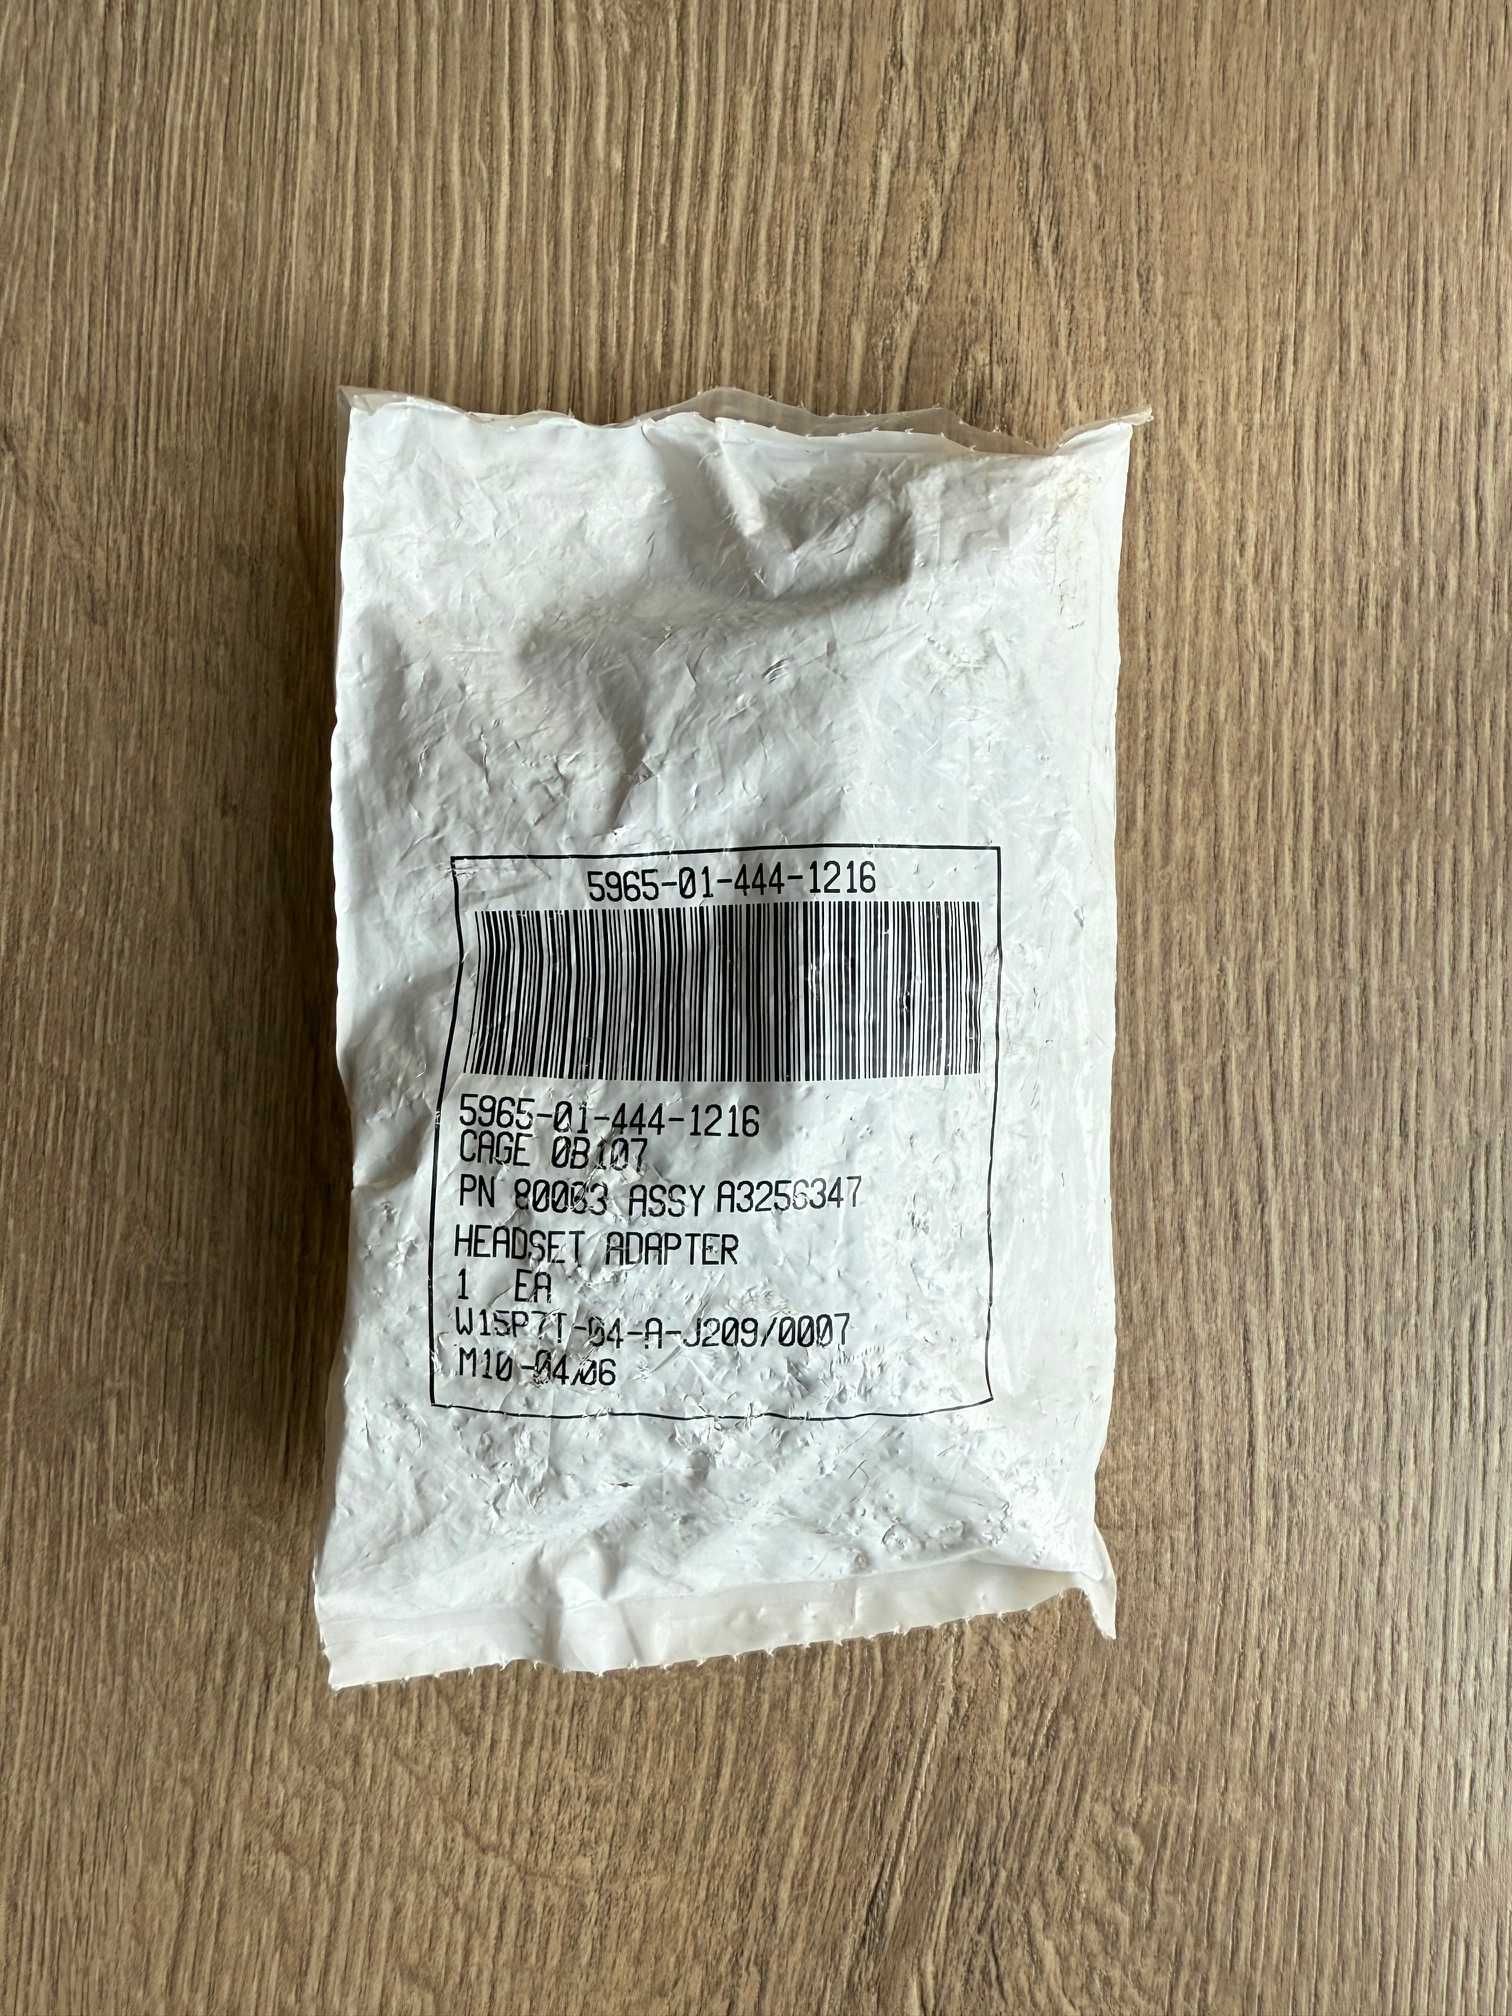 5965-01-444-1216
5965-01-444-1216
CAGE 0B107
PN 80063 ASSY A3256347
HEADSET ADAPTER
1 EA
W15P7T-04-A-J209/0007
M10-04/06